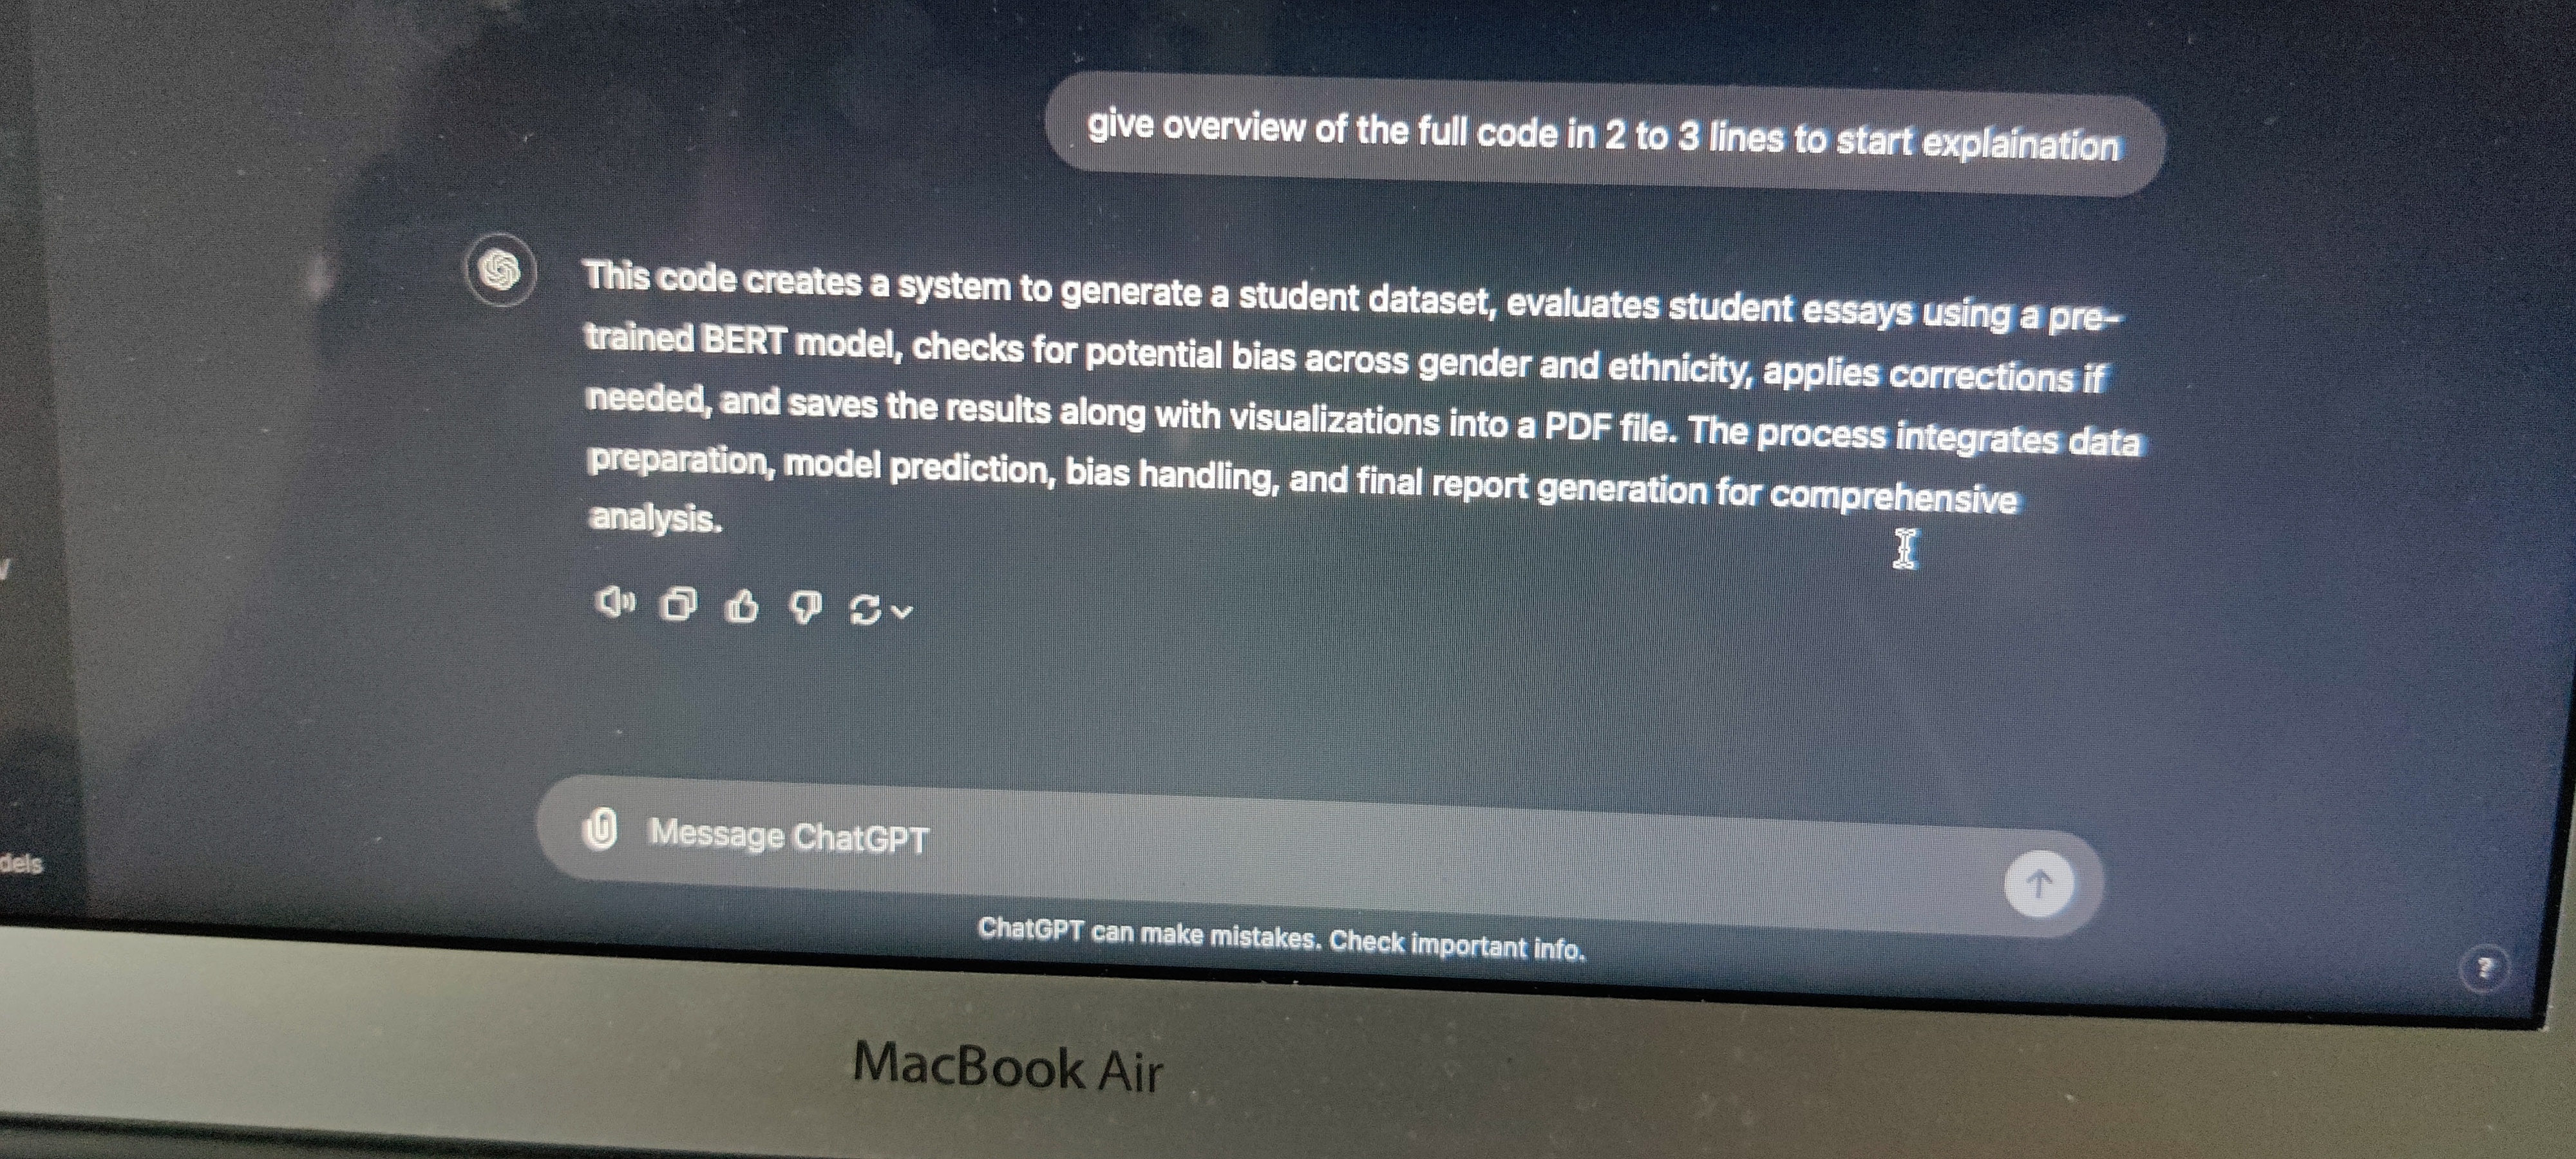 give overview of the full code in 2 to 3 lines to start explaination
This code creates a system to generate a student dataset, evaluates student essays using a pre-
trained BERT model, checks for potential bias across gender and ethnicity, applies corrections if
needed, and saves the results along with visualizations into a PDF file. The process integrates data
preparation, model prediction, bias handling, and final report generation for comprehensive
analysis.
Message ChatGPT
dels
ChatGPT can make mistakes. Check important info.
?
MacBook Air